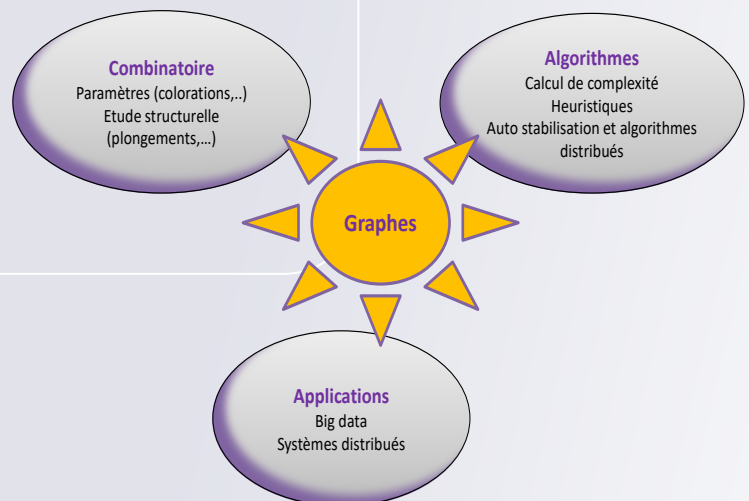 Combinatoire
Paramètres (colorations,..)
Etude structurelle
(plongements,...)
Algorithmes
Calcul de complexité
Heuristiques
Auto stabilisation et algorithmes
distribués
Graphes
Applications
Big data
Systèmes distribués